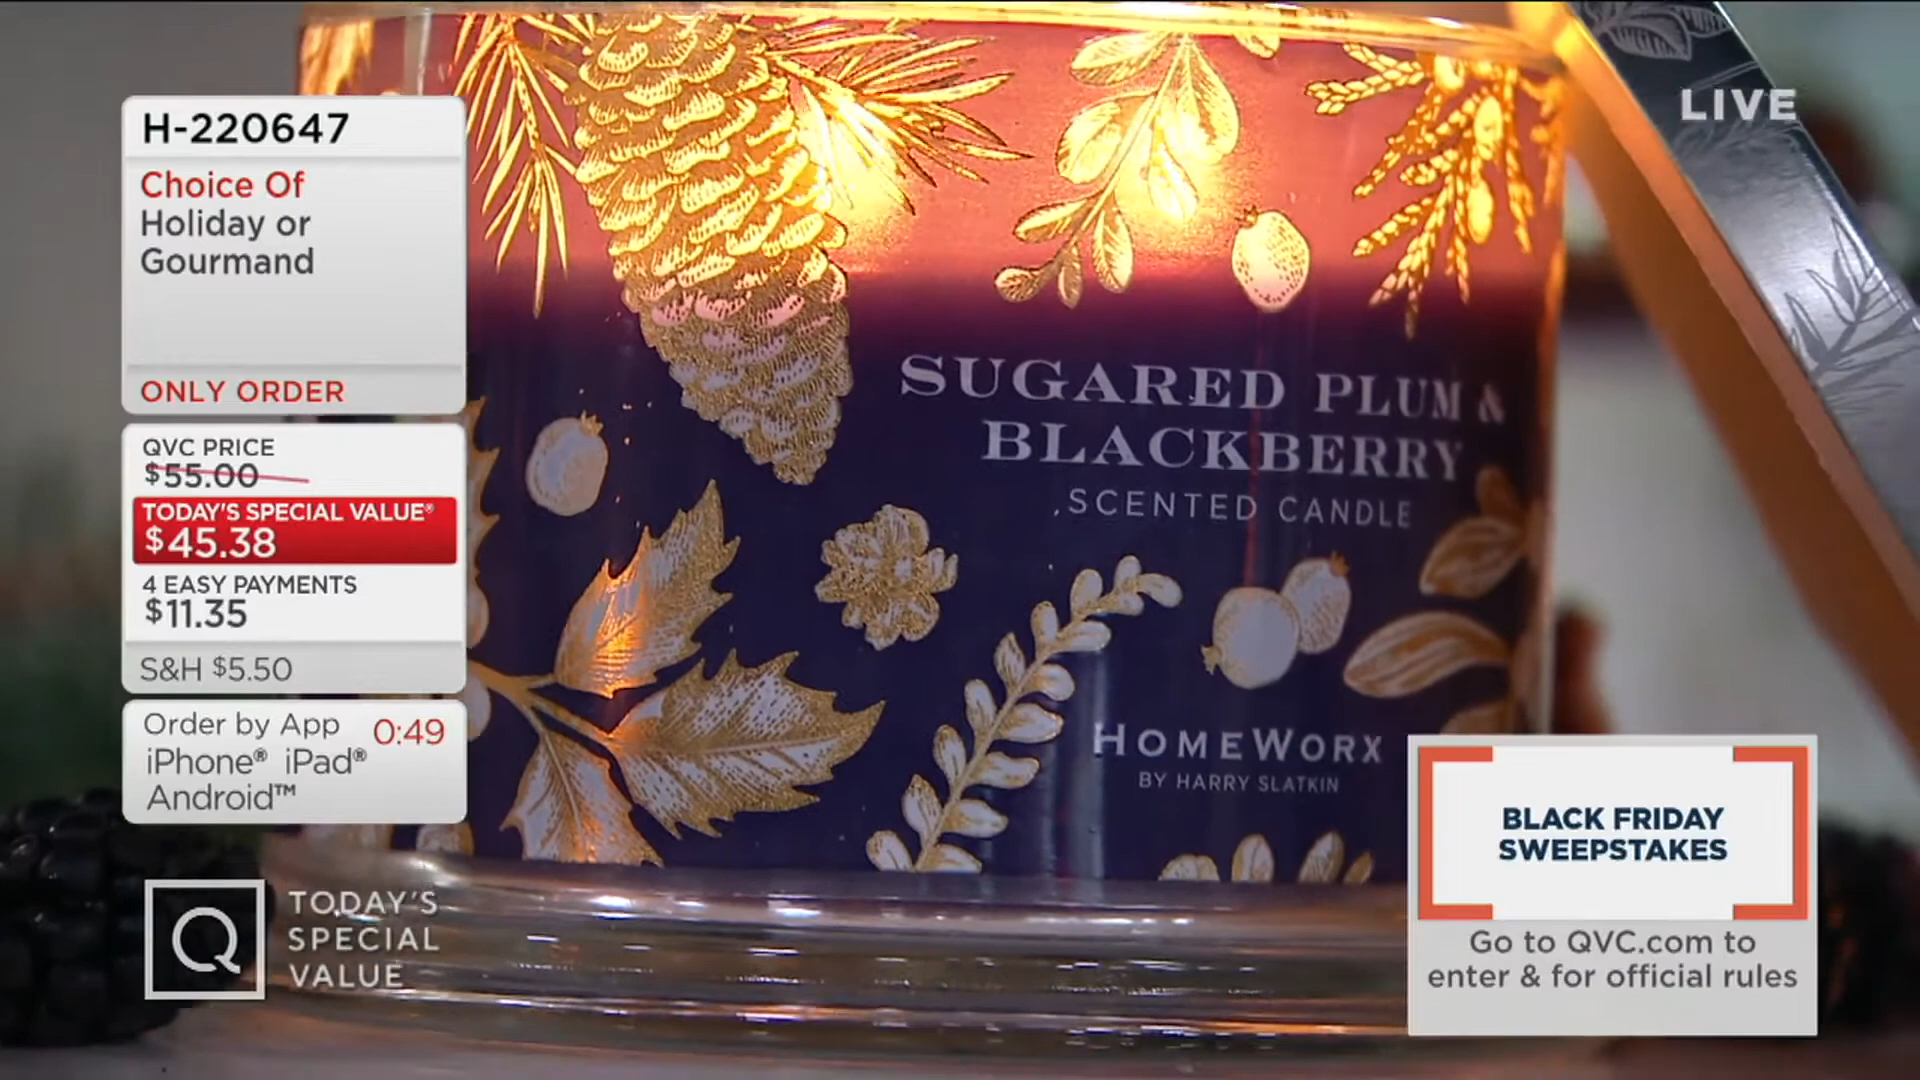 H-220647
Choice Of
Holiday or
Gourmand
ONLY ORDER
QVC PRICE
$55.00
TODAY'S SPECIAL VALUE®
$45.38
4 EASY PAYMENTS
$11.35
S&H $5.50
Order by App 0:49
iPhone® iPad®
Android™
Q
TODAY'S
SPECIAL
VALUE
LIVE
SUGARED PLUM &
BLACKBERRY
SCENTED CANDLE
HOMEWORX
BY HARRY SLATKIN
BLACK FRIDAY
SWEEPSTAKES
Go to QVC.com to
enter & for official rules